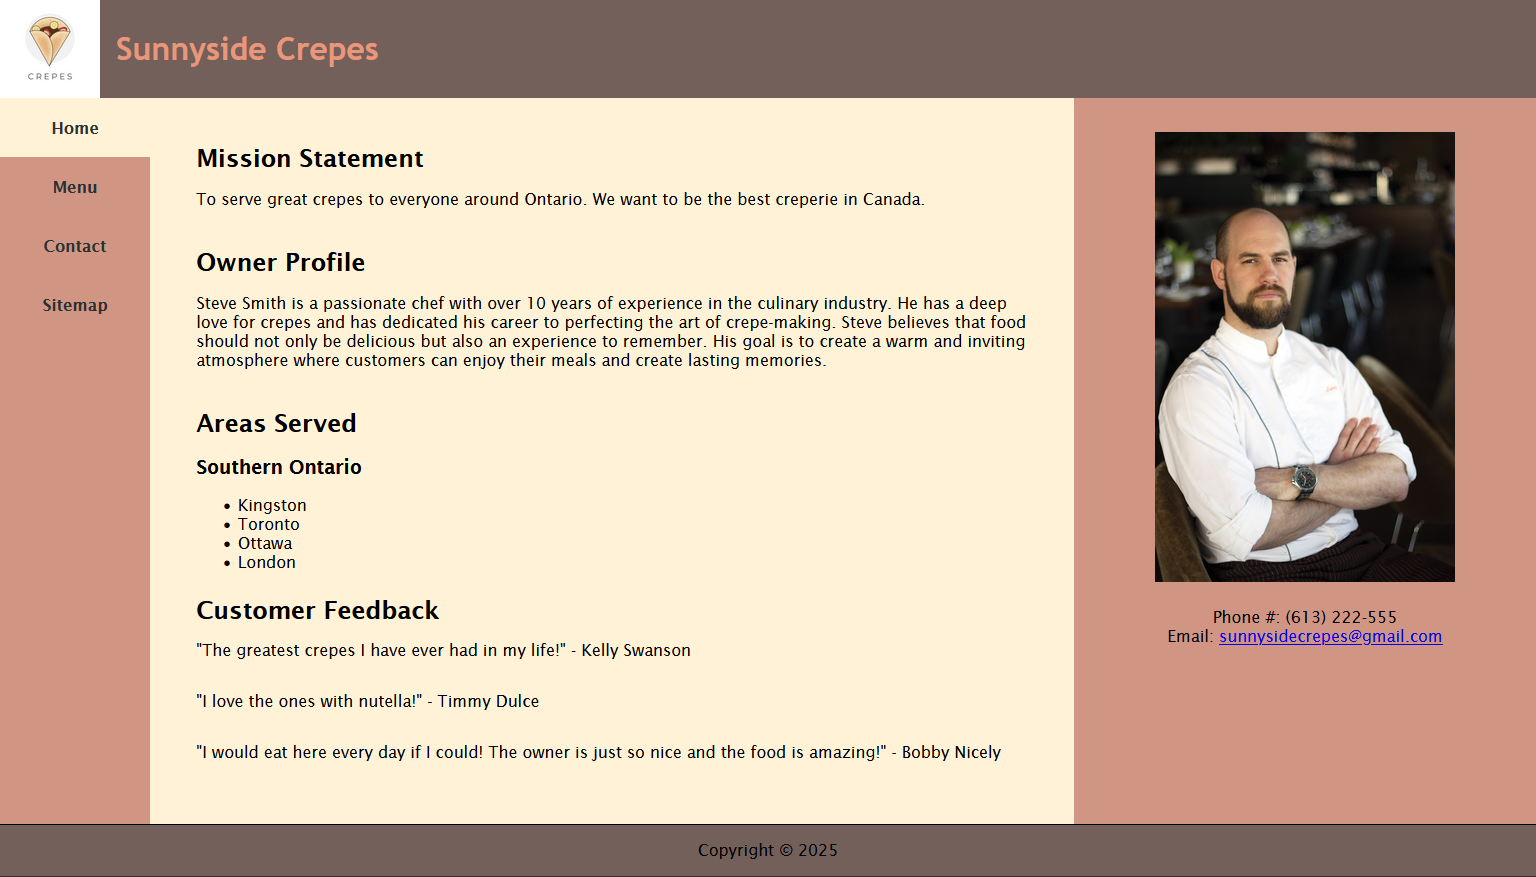 CREPES
Sunnyside Crepes
Home
Menu
Contact
Sitemap
Mission Statement
To serve great crepes to everyone around Ontario. We want to be the best creperie in Canada.
Owner Profile
Steve Smith is a passionate chef with over 10 years of experience in the culinary industry. He has a deep
love for crepes and has dedicated his career to perfecting the art of crepe-making. Steve believes that food
should not only be delicious but also an experience to remember. His goal is to create a warm and inviting
atmosphere where customers can enjoy their meals and create lasting memories.
Areas Served
Southern Ontario
• Kingston
• Toronto
• Ottawa
• London
Customer Feedback
"The greatest crepes I have ever had in my life!" - Kelly Swanson
"I love the ones with nutella!" - Timmy Dulce
"I would eat here every day if I could! The owner is just so nice and the food is amazing!" - Bobby Nicely
Phone #: (613) 222-555
Email: sunnysidecrepes@gmail.com
Copyright © 2025